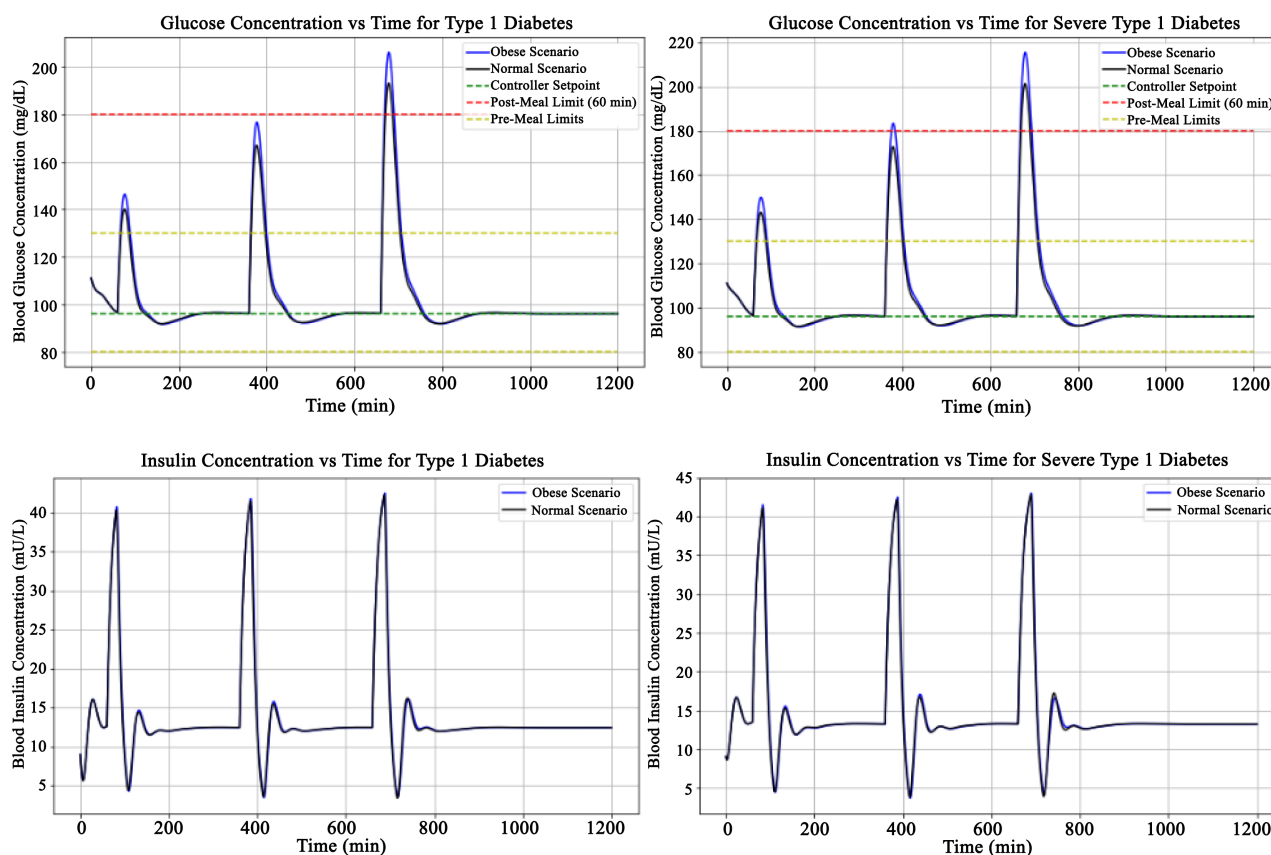 Glucose Concentration vs Time for Type 1 Diabetes
Blood Glucose Concentration (mg/dL)
200
180
160
140
120
100
80
Obese Scenario
Normal Scenario
Controller Setpoint
Post-Meal Limit (60 min)
Pre-Meal Limits
0 200 400 600 800 1000 1200
Time (min)
Glucose Concentration vs Time for Severe Type 1 Diabetes
Blood Glucose Concentration (mg/dL)
220
200
180
160
140
120
100
80
Obese Scenario
Normal Scenario
Controller Setpoint
Post-Meal Limit (60 min)
Pre-Meal Limits
0 200 400 600 800 1000 1200
Time (min)
Insulin Concentration vs Time for Type 1 Diabetes
Blood Insulin Concentration (mU/L)
40
35
30
25
20
15
10
5
Obese Scenario
Normal Scenario
0 200 400 600 800 1000 1200
Time (min)
Insulin Concentration vs Time for Severe Type 1 Diabetes
Blood Insulin Concentration (mU/L)
45
40
35
30
25
20
15
10
5
Obese Scenario
Normal Scenario
0 200 400 600 800 1000 1200
Time (min)